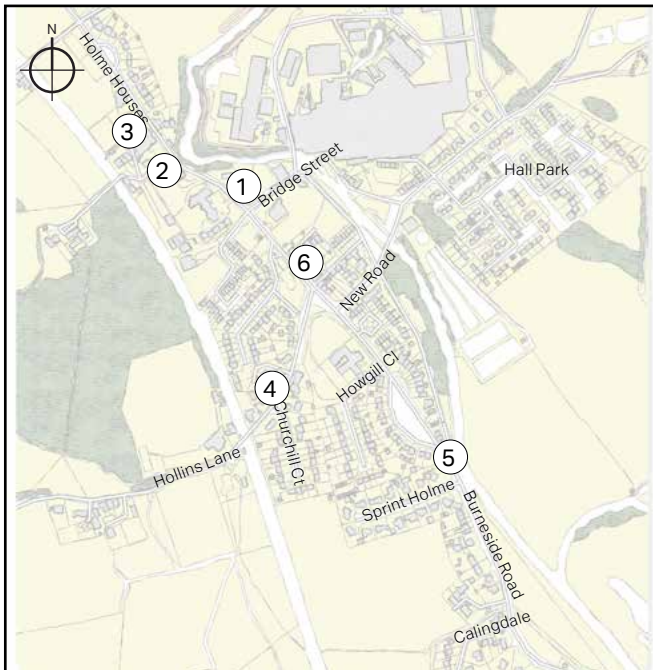 N
Holme Houses
3
2
1
Bridge Street
Hall Park
6
New Road
Howgill Cl
4
Churchill Ct
Hollins Lane
5
Sprint Holme
Burneside Road
Calingdale